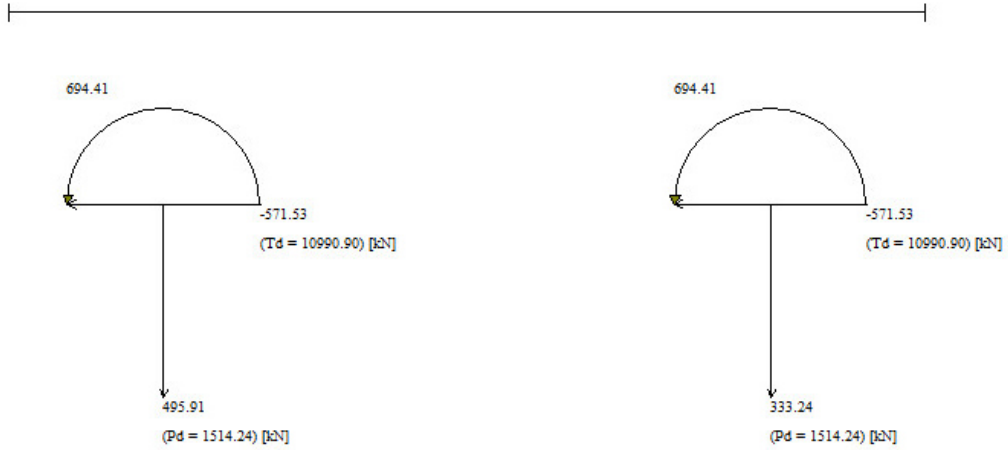 694.41
694.41
-571.53
-571.53
(Td = 10990.90) [kN]
(Td = 10990.90) [kN]
495.91
333.24
(Pd = 1514.24) [kN]
(Pd = 1514.24) [kN]